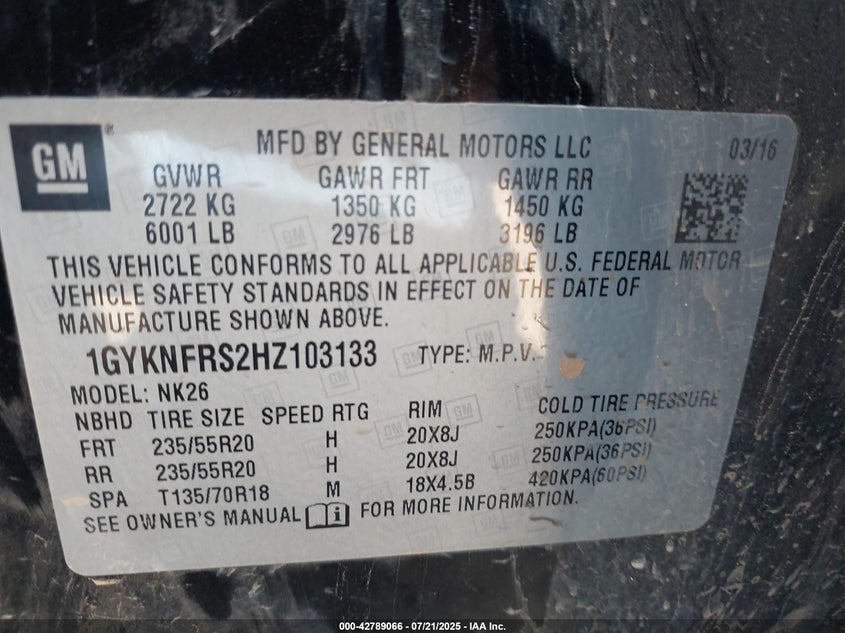 GM®
MFD BY GENERAL MOTORS LLC 03/16
GVWR GAWR FRT GAWR RR
2722 KG 1350 KG 1450 KG
6001 LB 2976 LB 3196 LB
THIS VEHICLE CONFORMS TO ALL APPLICABLE U.S. FEDERAL MOTOR
VEHICLE SAFETY STANDARDS IN EFFECT ON THE DATE OF
MANUFACTURE SHOWN ABOVE.
1GYKNFRS2HZ103133 TYPE: M.P.V.
MODEL: NK26
NBHD TIRE SIZE SPEED RTG RIM COLD TIRE PRESSURE
FRT 235/55R20 H 20X8J 250KPA(36PSI)
RR 235/55R20 H 20X8J 250KPA(36PSI)
SPA T135/70R18 M 18X4.5B 420KPA(60PSI)
SEE OWNER'S MANUAL i FOR MORE INFORMATION.
000-42789066 - 07/21/2025 - IAA Inc.